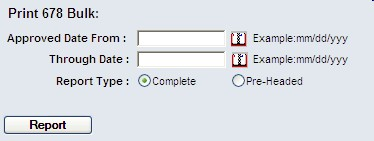 Print 678 Bulk:
Approved Date From : Example:mm/dd/yyy
Through Date : Example:mm/dd/yyy
Report Type : Complete Pre-Headed
Report